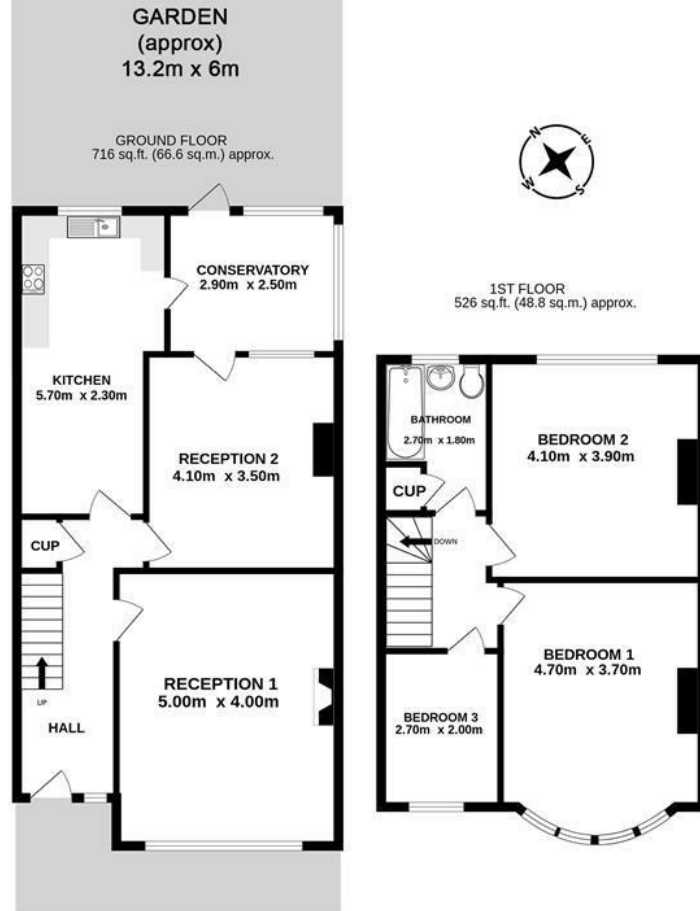 GARDEN
(approx)
13.2m x 6m
GROUND FLOOR
716 sq.ft. (66.6 sq.m.) approx.
CONSERVATORY
2.90m x 2.50m
KITCHEN
5.70m x 2.30m
RECEPTION 2
4.10m x 3.50m
CUP
RECEPTION 1
5.00m x 4.00m
UP
HALL
N
E
W
S
1ST FLOOR
526 sq.ft. (48.8 sq.m.) approx.
BATHROOM
2.70m x 1.80m
BEDROOM 2
4.10m x 3.90m
CUP
DOWN
BEDROOM 1
4.70m x 3.70m
BEDROOM 3
2.70m x 2.00m